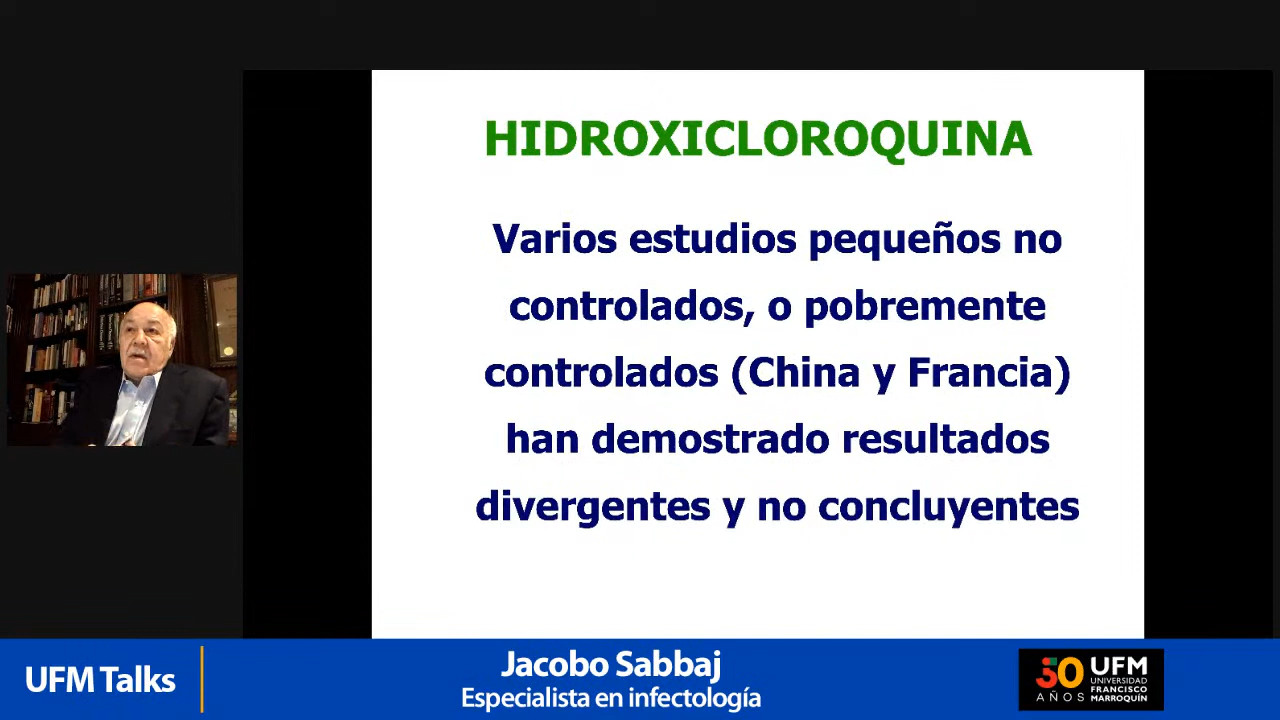 HIDROXICLOROQUINA
Varios estudios pequeños no
controlados, o pobremente
controlados (China y Francia)
han demostrado resultados
divergentes y no concluyentes
UFM Talks
Jacobo Sabbaj
Especialista en infectología
50
AÑOS
UFM
UNIVERSIDAD
FRANCISCO
MARROQUÍN